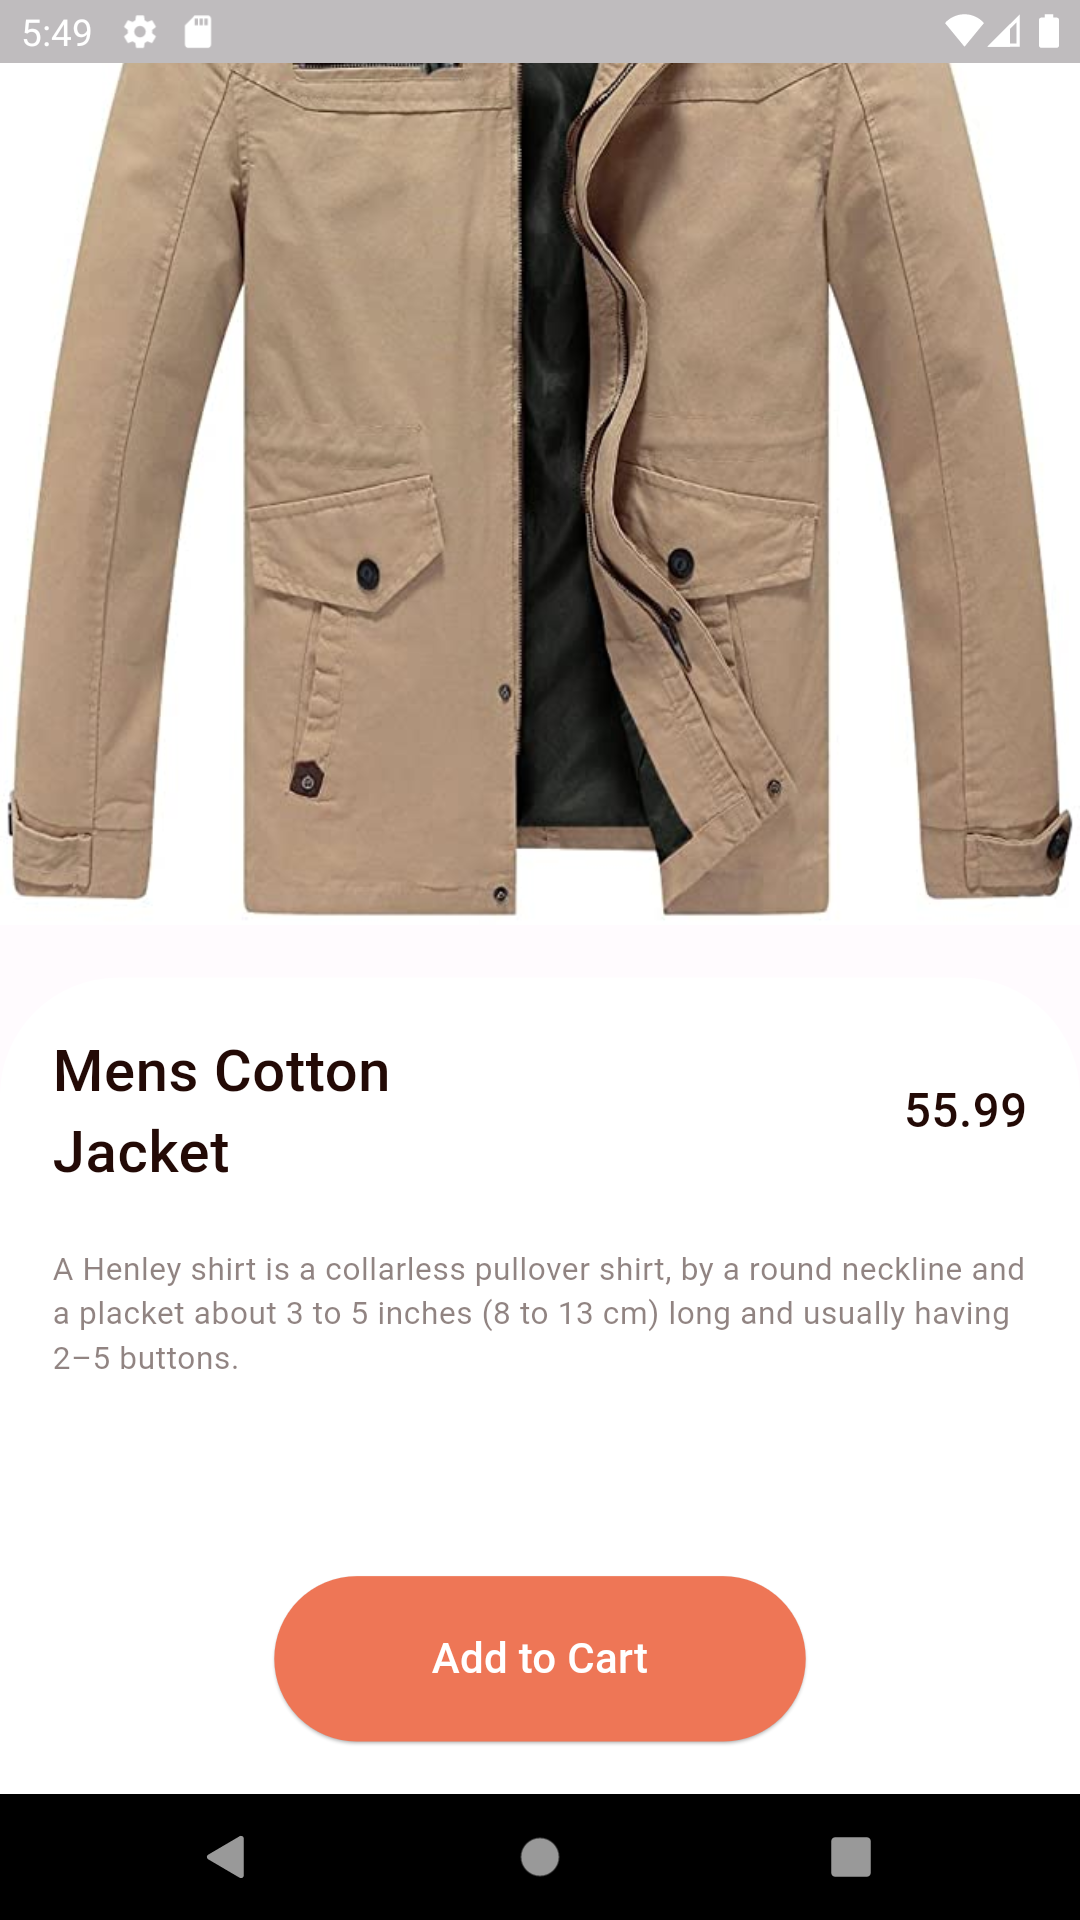 5:49
Mens Cotton
Jacket
55.99
A Henley shirt is a collarless pullover shirt, by a round neckline and
a placket about 3 to 5 inches (8 to 13 cm) long and usually having
2–5 buttons.
Add to Cart